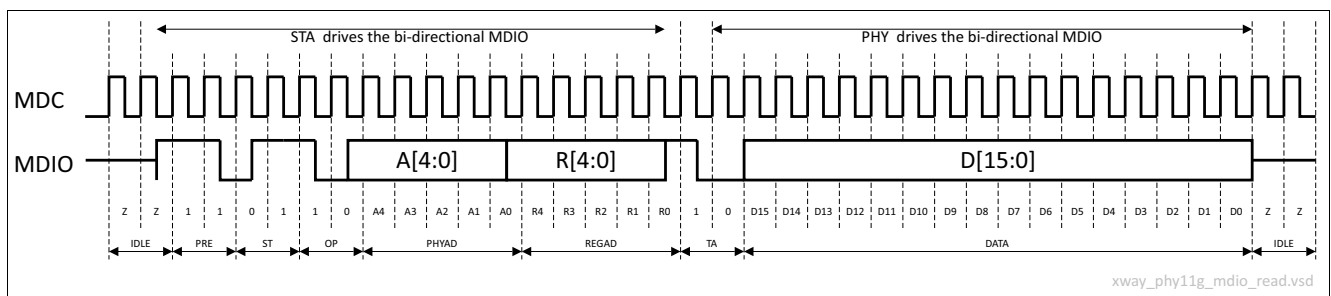 STA drives the bi-directional MDIO PHY drives the bi-directional MDIO
MDC
MDIO A[4:0] R[4:0] D[15:0]
Z Z 1 1 0 1 1 0 A4 A3 A2 A1 A0 R4 R3 R2 R1 R0 1 0 D15 D14 D13 D12 D11 D10 D9 D8 D7 D6 D5 D4 D3 D2 D1 D0 Z Z
IDLE PRE ST OP PHYAD REGAD TA DATA IDLE
xway_phy11g_mdio_read.vsd